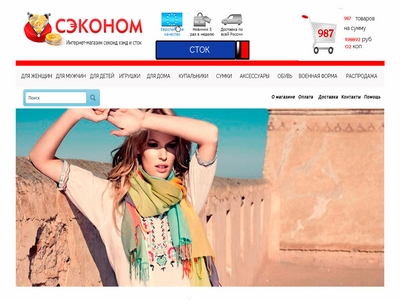 СЭКОНОМ
Интернет-магазин секонд хэнд и сток
Европейское качество
Новинки 3 раз в неделю
Доставка по всей России
СТОК
987
987 товаров
на сумму
руб
02 коп
ДЛЯ ЖЕНЩИН ДЛЯ МУЖЧИН ДЛЯ ДЕТЕЙ ИГРУШКИ ДЛЯ ДОМА КУПАЛЬНИКИ СУМКИ АКСЕССУАРЫ ОБУВЬ ВОЕННАЯ ФОРМА РАСПРОДАЖА
Поиск
О магазине Оплата Доставка Контакты Помощь